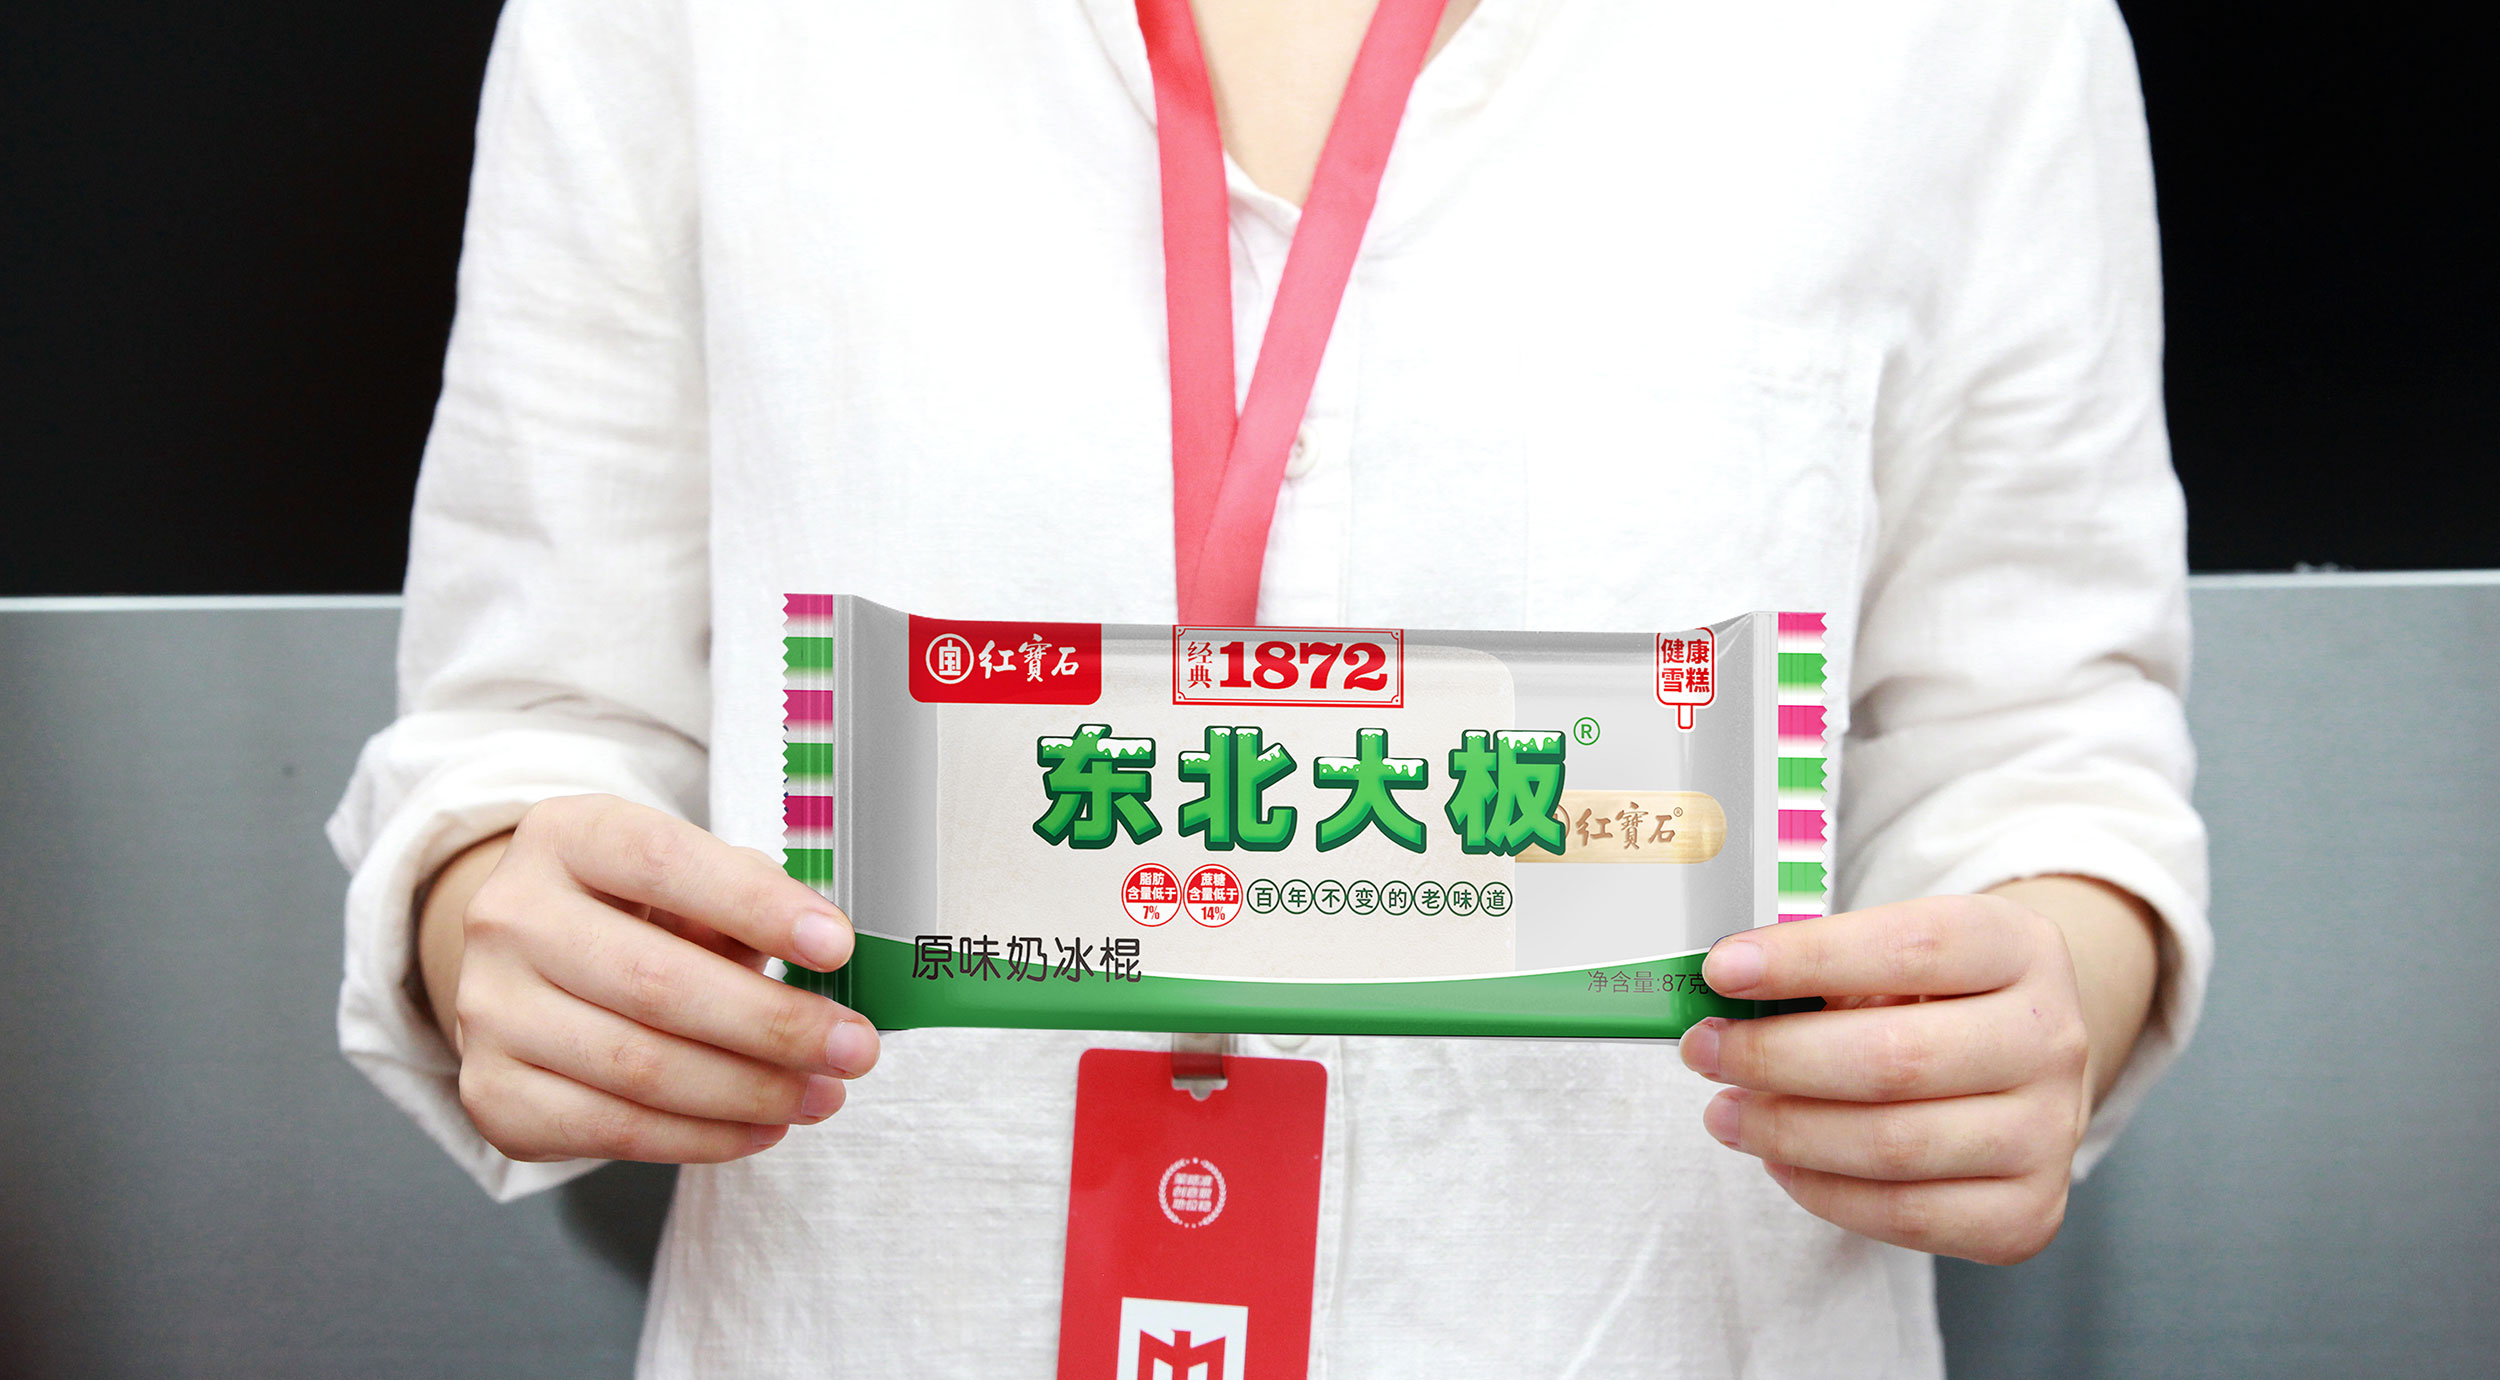 宝 红寶石
经典 1872
健康
雪糕
东北大板®
红寶石®
脂肪
含量低于
7%
蔗糖
含量低于
14%
百年不变的老味道
原味奶冰棍
净含量:87克